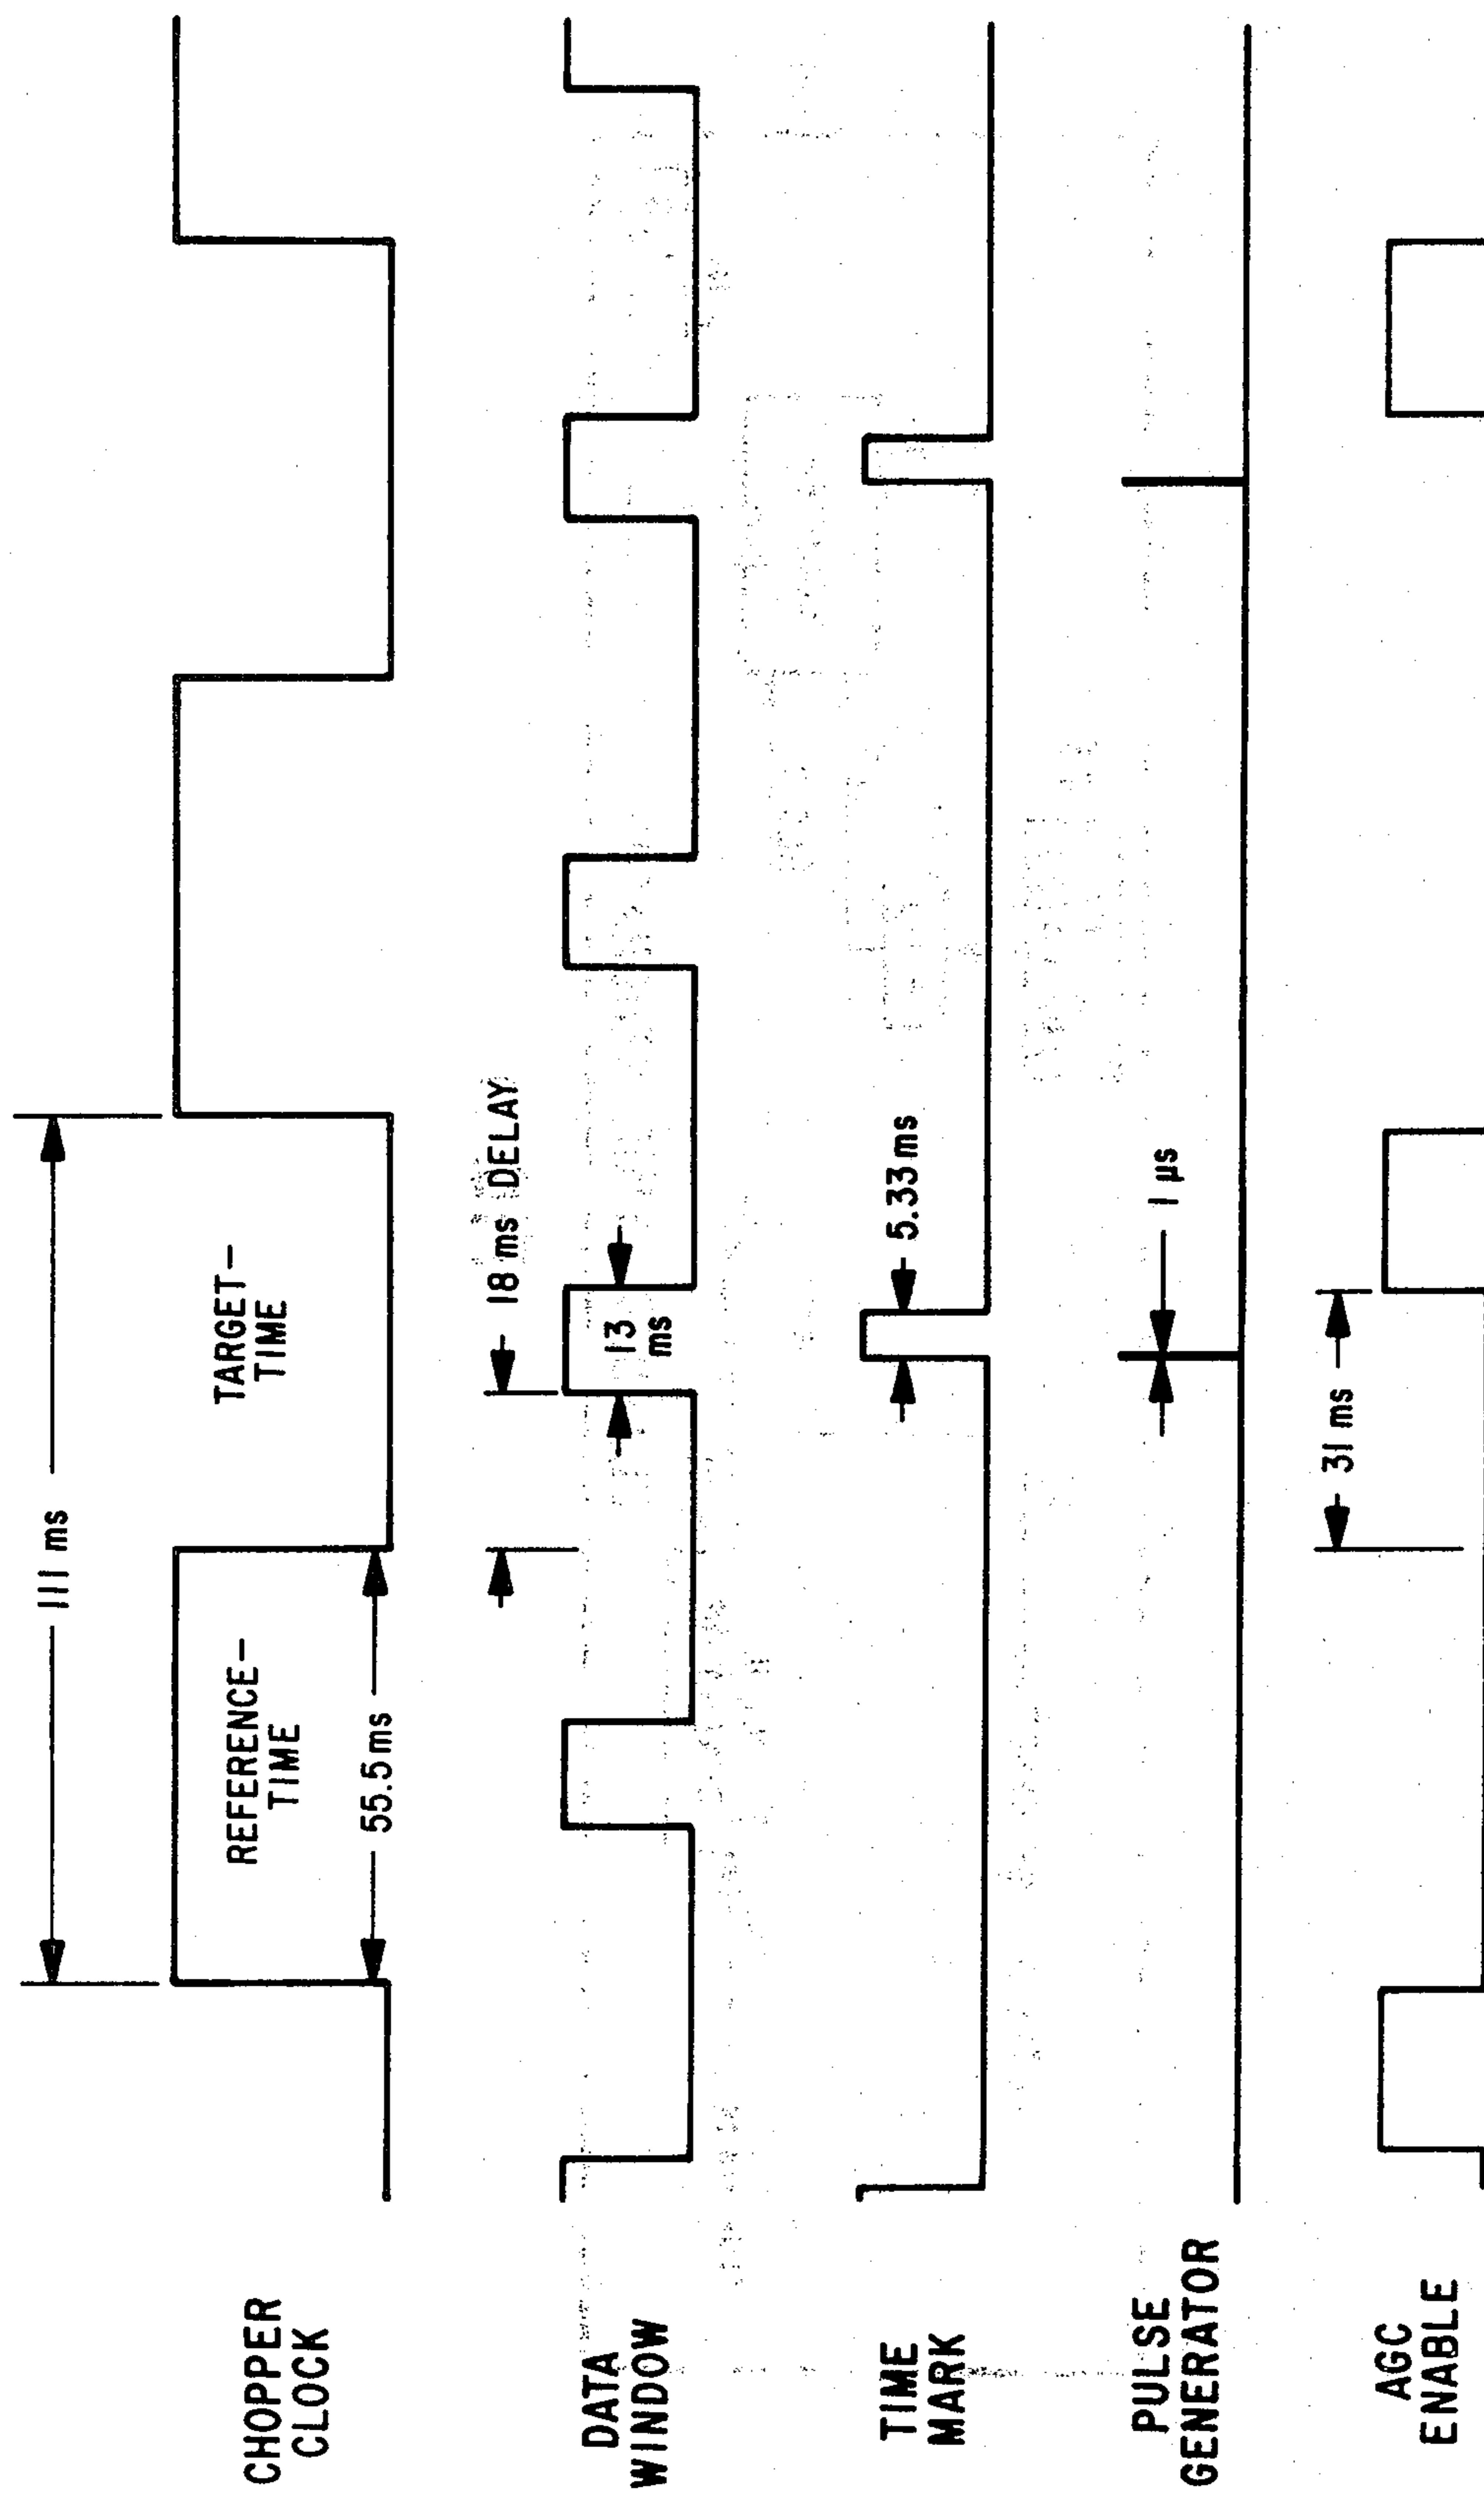 111 ms
REFERENCE-
TIME
TARGET-
TIME
55.5 ms
CHOPPER
CLOCK
18 ms DELAY
13
ms
DATA
WINDOW
5.33 ms
TIME
MARK
1 µs
PULSE
GENERATOR
31 ms
AGC
ENABLE